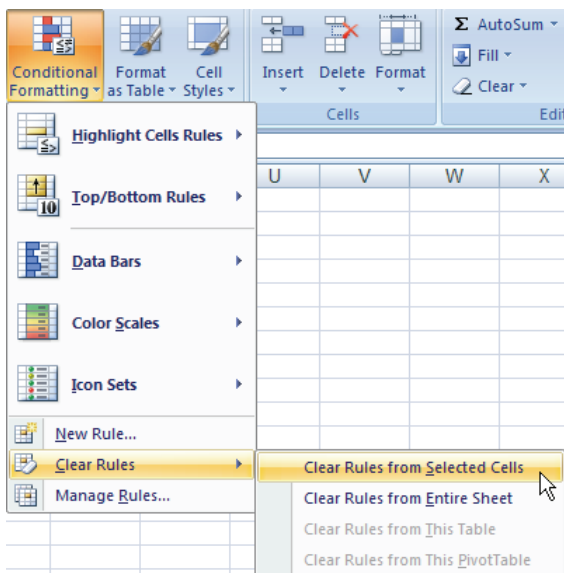 Σ AutoSum
Fill
Clear
Conditional Formatting
Format as Table
Cell Styles
Insert
Delete
Format
Cells
Edit
Highlight Cells Rules
Top/Bottom Rules
10
Data Bars
Color Scales
Icon Sets
New Rule...
Clear Rules
Manage Rules...
U V W X
Clear Rules from Selected Cells
Clear Rules from Entire Sheet
Clear Rules from This Table
Clear Rules from This PivotTable